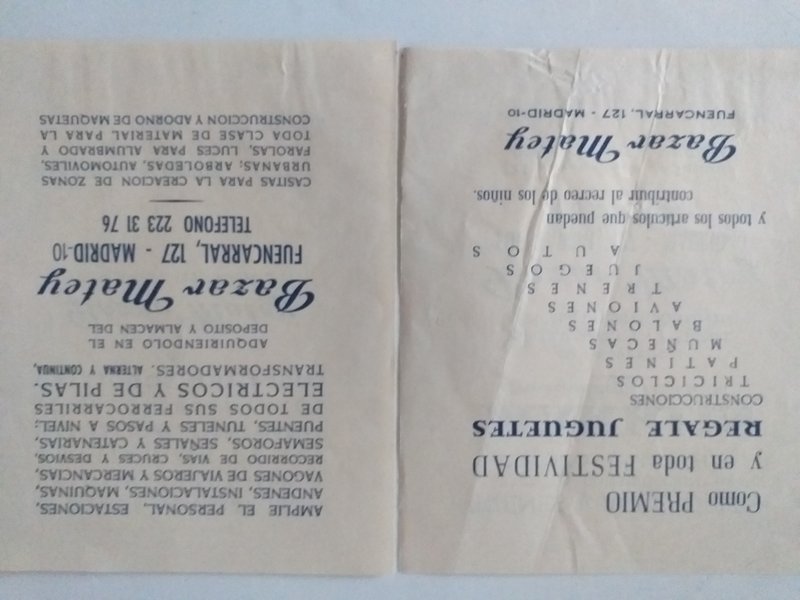 Como PREMIO
y en toda FESTIVIDAD
REGALE JUGUETES
CONSTRUCCIONES
TRICICLOS
PATINES
MUÑECAS
BALONES
AVIONES
TRENES
JUEGOS
AUTOS
y todos los artículos que puedan
contribuir al recreo de los niños.
Bazar Matey
FUENCARRAL, 127 - MADRID-10
AMPLIE EL PERSONAL, ESTACIONES,
ANDENES, INSTALACIONES, MAQUINAS,
VAGONES DE VIAJEROS Y MERCANCIAS,
RECORRIDO DE VIAS, CRUCES Y DESVIOS,
SEMAFOROS, SEÑALES Y CATENARIAS,
PUENTES, TUNELES Y PASOS A NIVEL:
DE TODOS SUS FERROCARRILES
ELECTRICOS Y DE PILAS.
TRANSFORMADORES. ALTERNA Y CONTINUA,
ADQUIRIENDOLO EN EL
DEPOSITO Y ALMACEN DEL
Bazar Matey
FUENCARRAL, 127 - MADRID-10
TELEFONO 223 31 76
CASITAS PARA LA CREACION DE ZONAS
URBANAS; ARBOLEDAS, AUTOMOVILES,
FAROLAS, LUCES PARA ALUMBRADO Y
TODA CLASE DE MATERIAL PARA LA
CONSTRUCCION Y ADORNO DE MAQUETAS